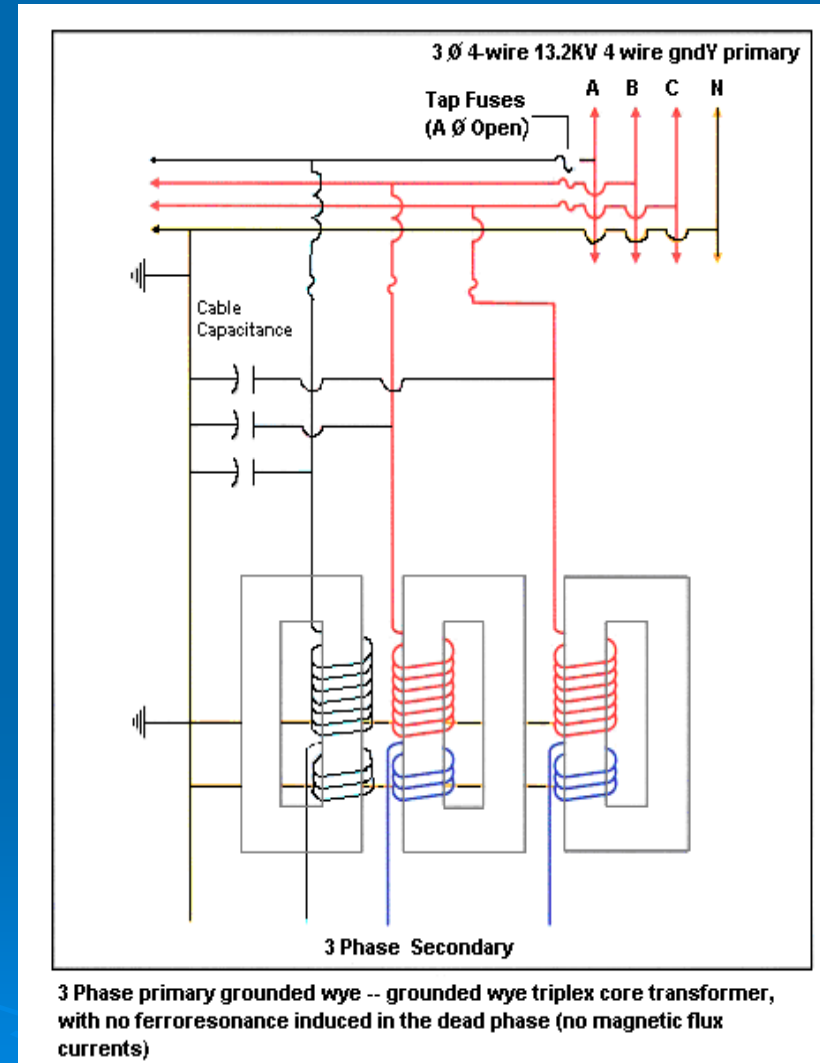 3 Ø 4-wire 13.2KV 4 wire gndY primary
A B C N
Tap Fuses
(A Ø Open)
Cable
Capacitance
3 Phase Secondary
3 Phase primary grounded wye -- grounded wye triplex core transformer,
with no ferroresonance induced in the dead phase (no magnetic flux
currents)